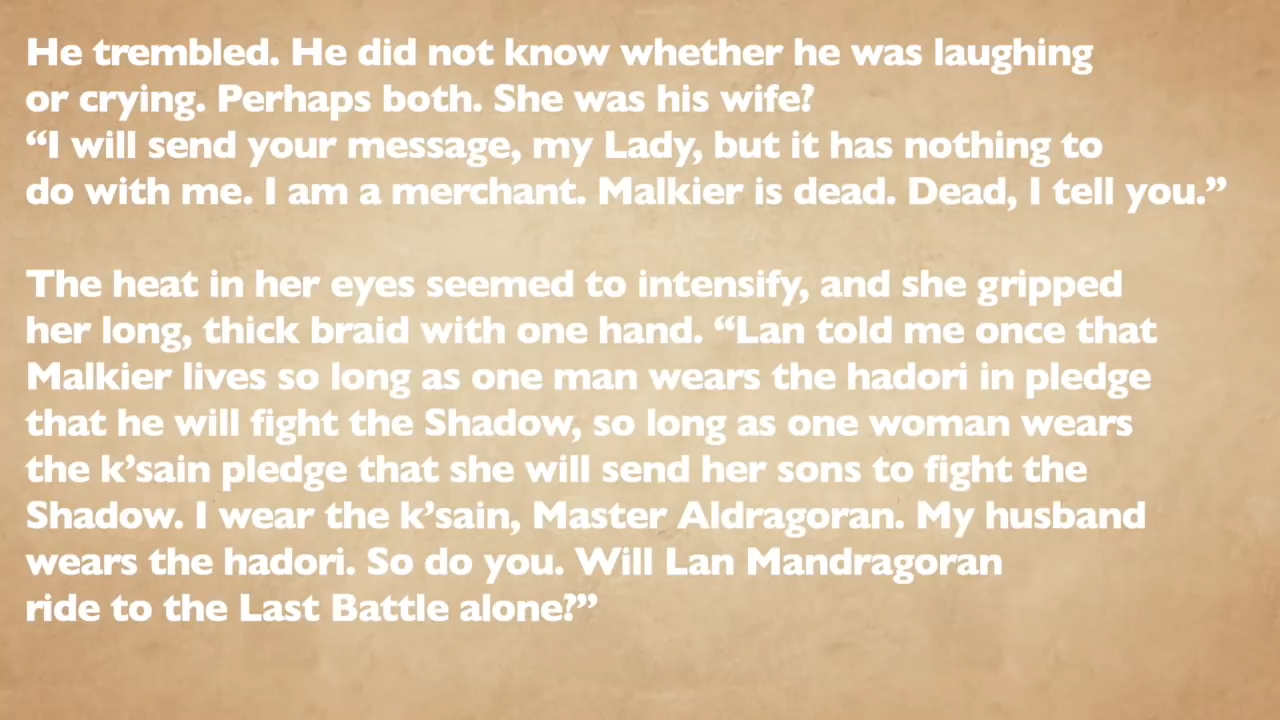 He trembled. He did not know whether he was laughing
or crying. Perhaps both. She was his wife?
“I will send your message, my Lady, but it has nothing to
do with me. I am a merchant. Malkier is dead. Dead, I tell you.”
The heat in her eyes seemed to intensify, and she gripped
her long, thick braid with one hand. “Lan told me once that
Malkier lives so long as one man wears the hadori in pledge
that he will fight the Shadow, so long as one woman wears
the k’sain pledge that she will send her sons to fight the
Shadow. I wear the k’sain, Master Aldragoran. My husband
wears the hadori. So do you. Will Lan Mandragoran
ride to the Last Battle alone?”